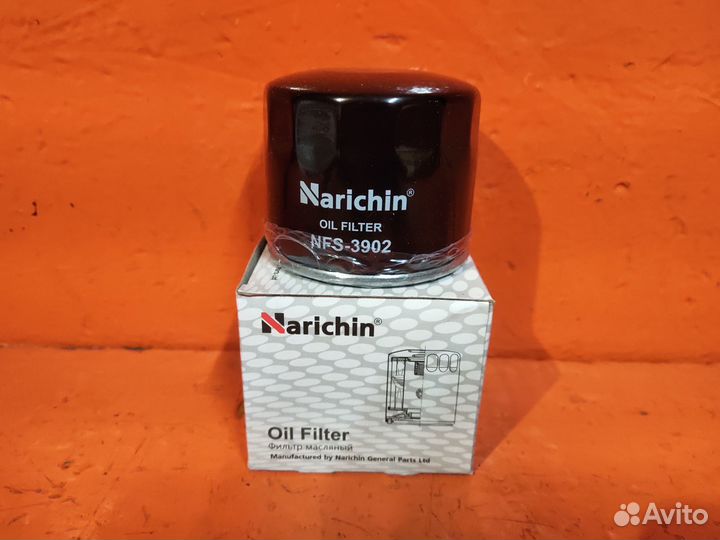 Narichin®
OIL FILTER
NFS-3902
Narichin®
Oil Filter
Фильтр масляный
Manufactured by Narichin General Parts Ltd
Avito